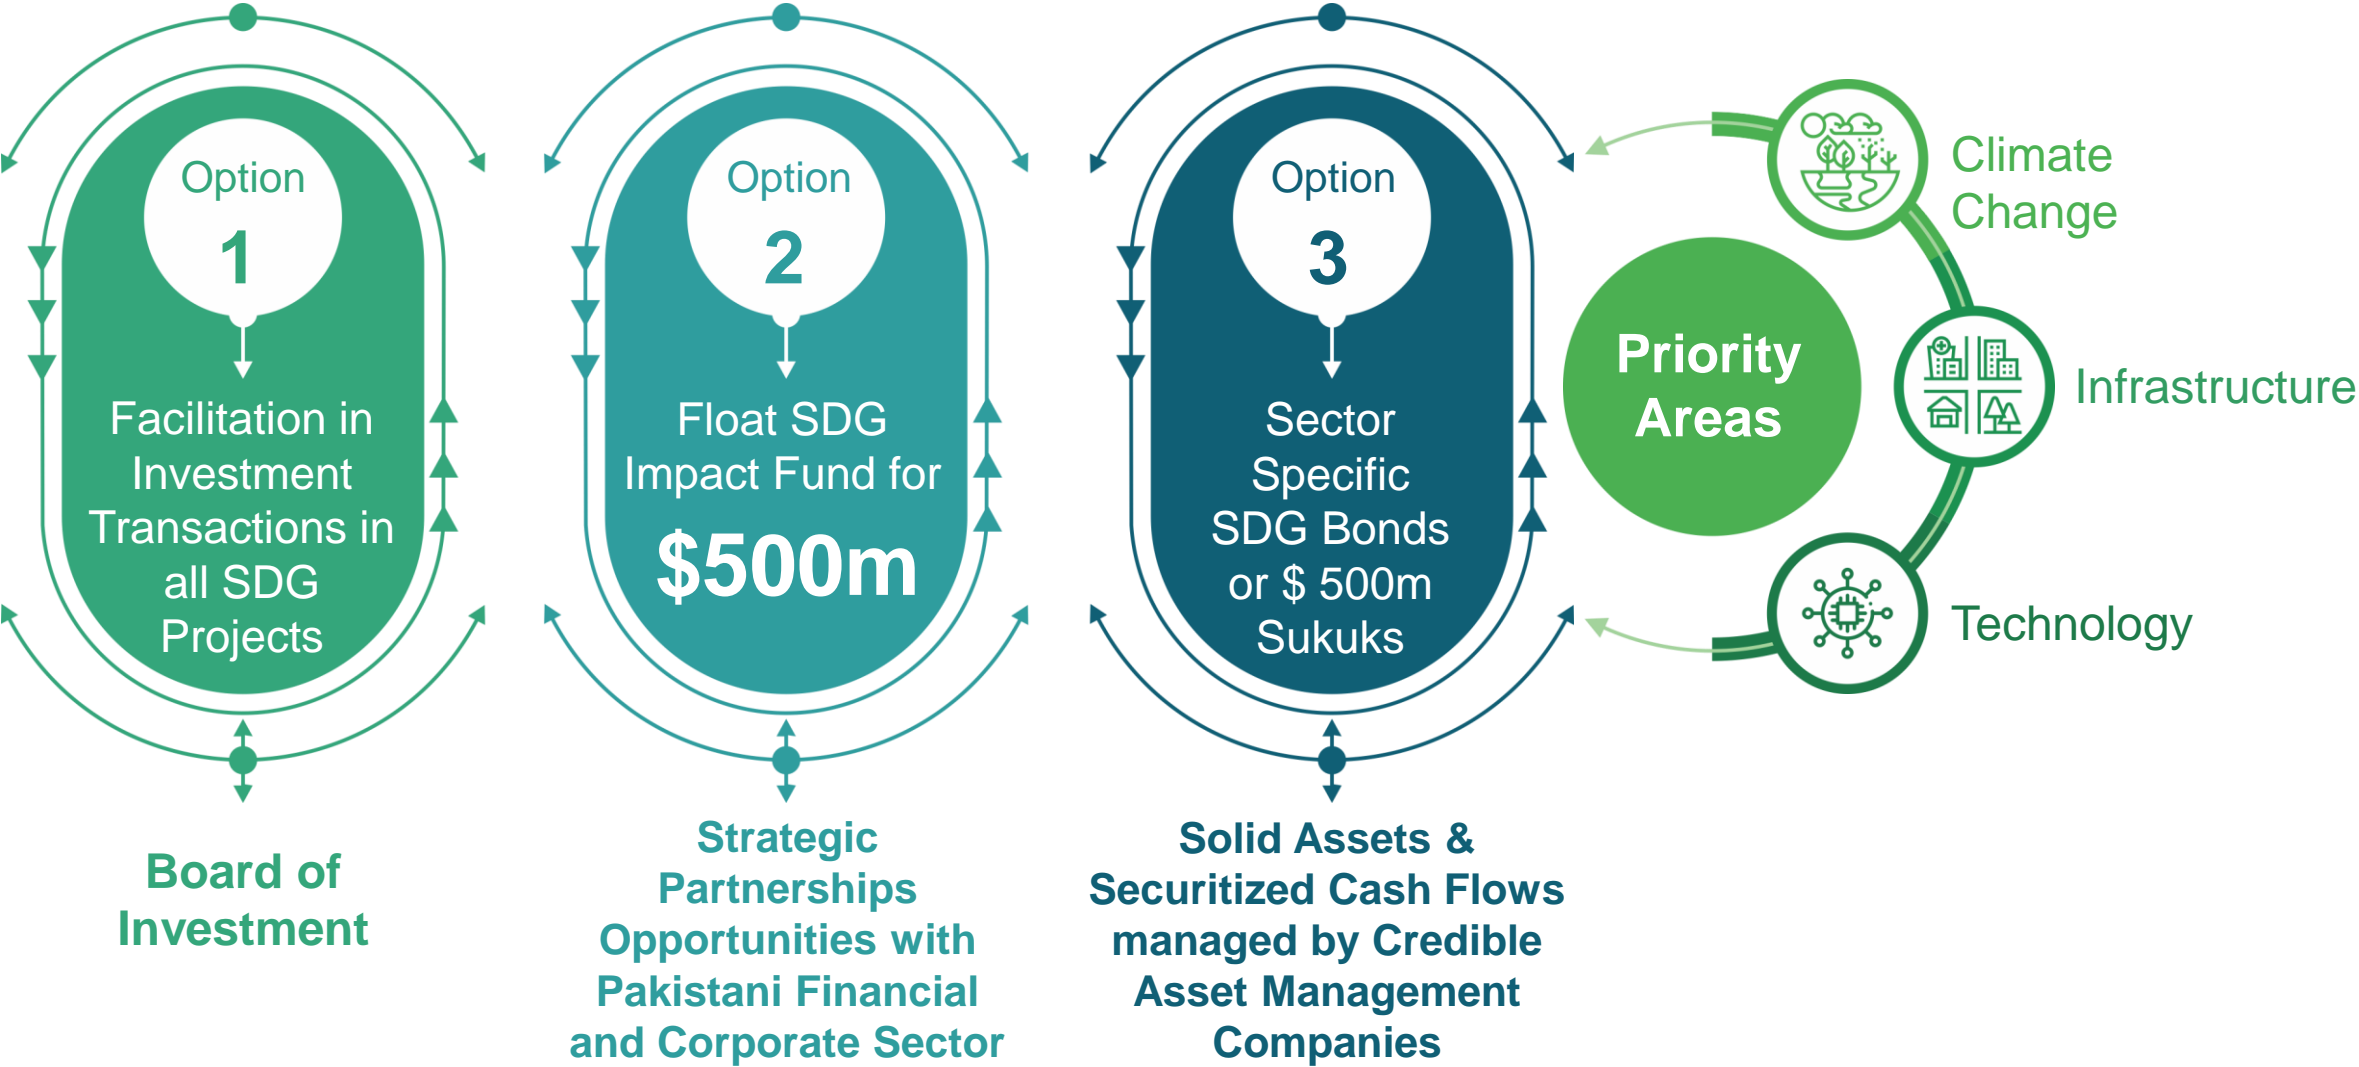 Option
1
Facilitation in
Investment
Transactions in
all SDG
Projects
Board of
Investment
Option
2
Float SDG
Impact Fund for
$500m
Strategic
Partnerships
Opportunities with
Pakistani Financial
and Corporate Sector
Option
3
Sector
Specific
SDG Bonds
or $ 500m
Sukuks
Solid Assets &
Securitized Cash Flows
managed by Credible
Asset Management
Companies
Priority
Areas
Climate
Change
Infrastructure
Technology